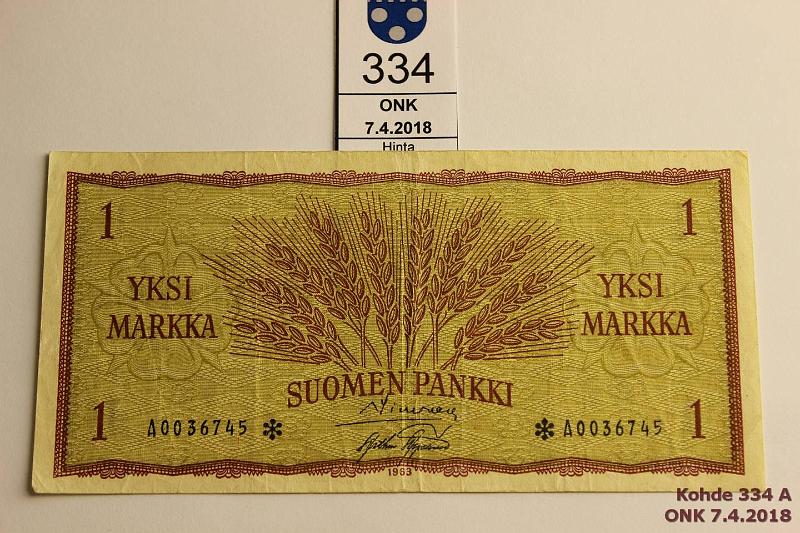 334
ONK
7.4.2018
Hinta
1
1
YKSI
MARKKA
YKSI
MARKKA
SUOMEN PANKKI
1
A0036745 *
* A0036745
1
1963
Kohde 334 A
ONK 7.4.2018